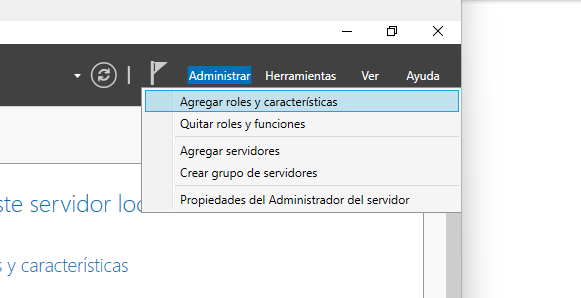 Administrar Herramientas Ver Ayuda
Agregar roles y características
Quitar roles y funciones
Agregar servidores
Crear grupo de servidores
Propiedades del Administrador del servidor
servidor
y características